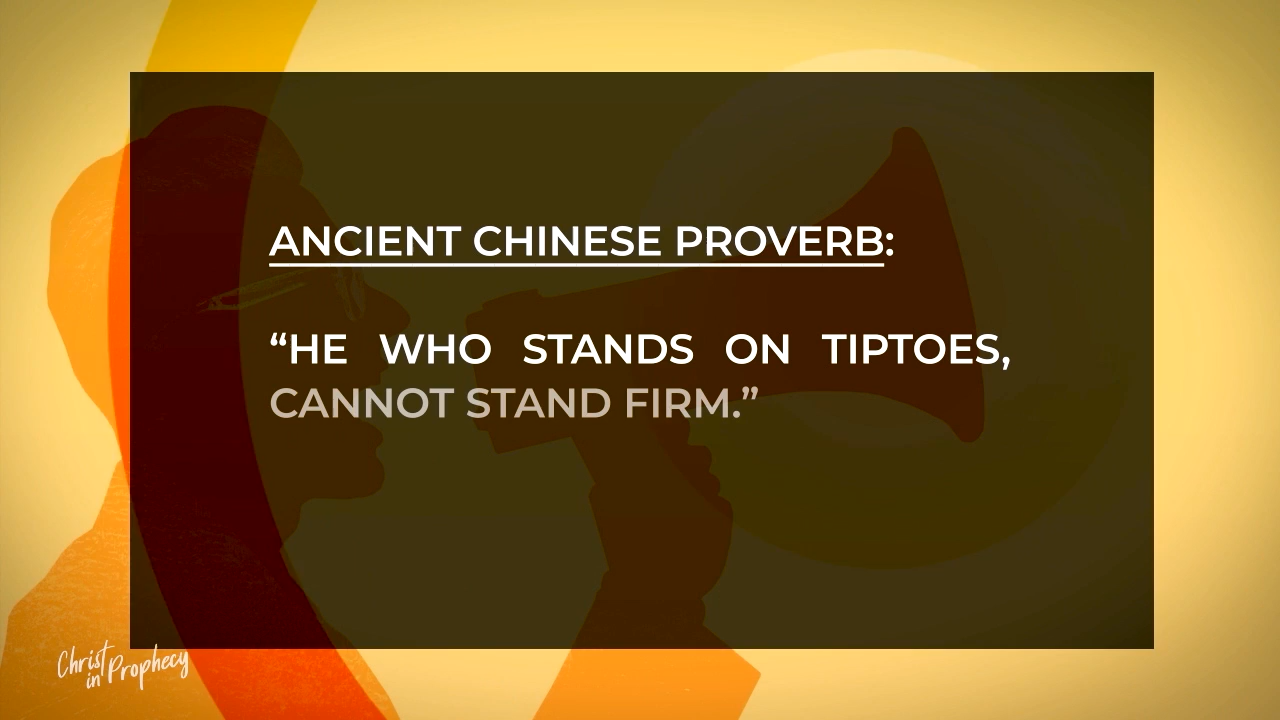 ANCIENT CHINESE PROVERB:
“HE WHO STANDS ON TIPTOES,
CANNOT STAND FIRM.”
Christ
in Prophecy